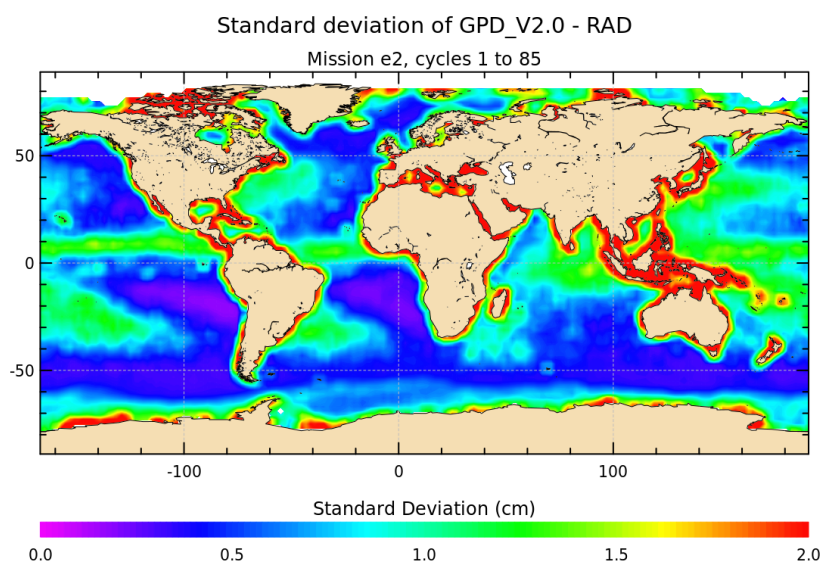 Standard deviation of GPD_V2.0 - RAD
Mission e2, cycles 1 to 85
50
0
-50
-100 0 100
Standard Deviation (cm)
0.0 0.5 1.0 1.5 2.0